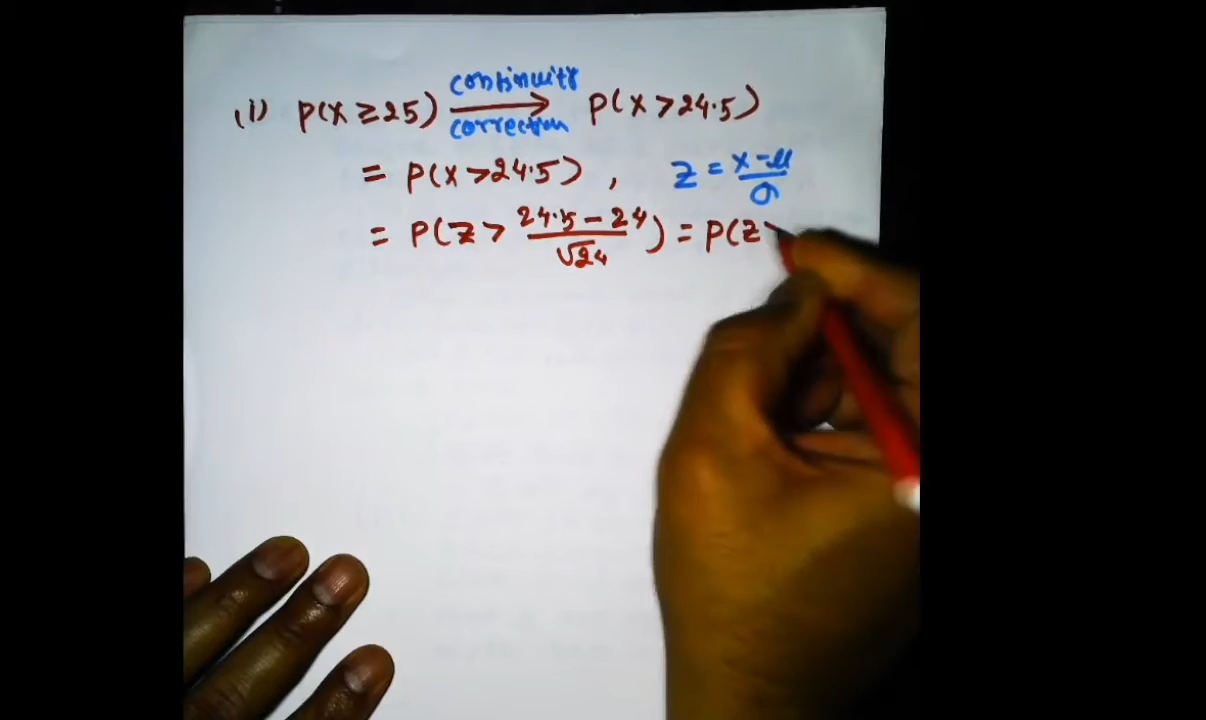 (i) P(X ≥ 25) continuity correction → P(X > 24.5)
= P(X > 24.5) , Z = X - μ / σ
= P(Z > 24.5 - 24 / √24) = P(Z >